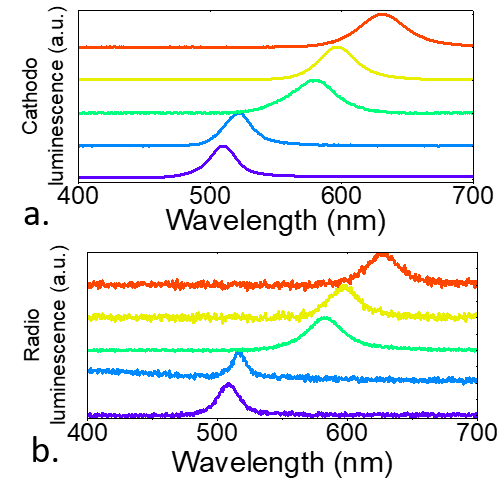 Cathodo
luminescence (a.u.)
400 500 600 700
a.
Wavelength (nm)
Radio
luminescence (a.u.)
400 500 600 700
b.
Wavelength (nm)